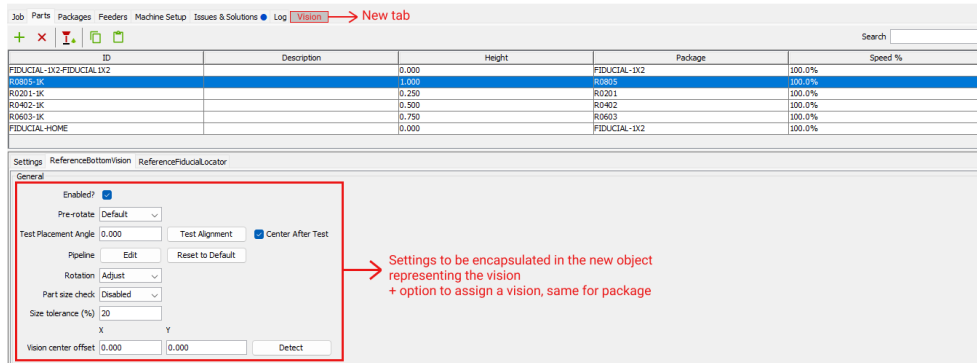 Job Parts Packages Feeders Machine Setup Issues & Solutions Log Vision New tab
Search
ID Description Height Package Speed %
FIDUCIAL-1X2-FIDUCIAL1X2 0.000 FIDUCIAL-1X2 100.0%
R0805-1K 1.000 R0805 100.0%
R0201-1K 0.250 R0201 100.0%
R0402-1K 0.500 R0402 100.0%
R0603-1K 0.750 R0603 100.0%
FIDUCIAL-HOME 0.000 FIDUCIAL-1X2 100.0%
Settings ReferenceBottomVision ReferenceFiducialLocator
General
Enabled?
Pre-rotate Default
Test Placement Angle 0.000 Test Alignment Center After Test
Pipeline Edit Reset to Default
Settings to be encapsulated in the new object
Rotation Adjust
representing the vision
+ option to assign a vision, same for package
Part size check Disabled
Size tolerance (%) 20
X Y
Vision center offset 0.000 0.000 Detect